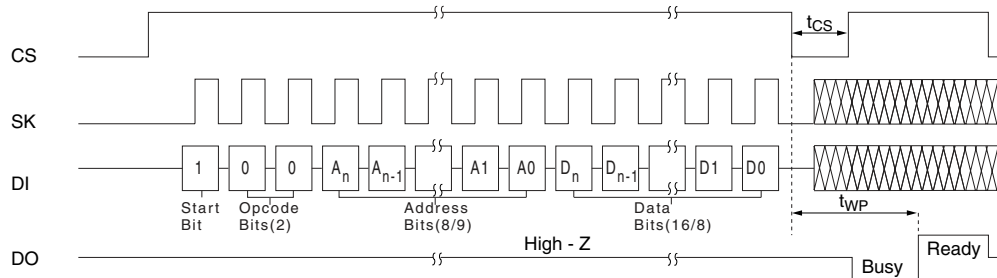 tCS
CS
SK
DI 1 0 0 An An-1 A1 A0 Dn Dn-1 D1 D0
Start Bit
Opcode Bits(2)
Address Bits(8/9)
Data Bits(16/8)
tWP
High - Z
DO
Busy
Ready